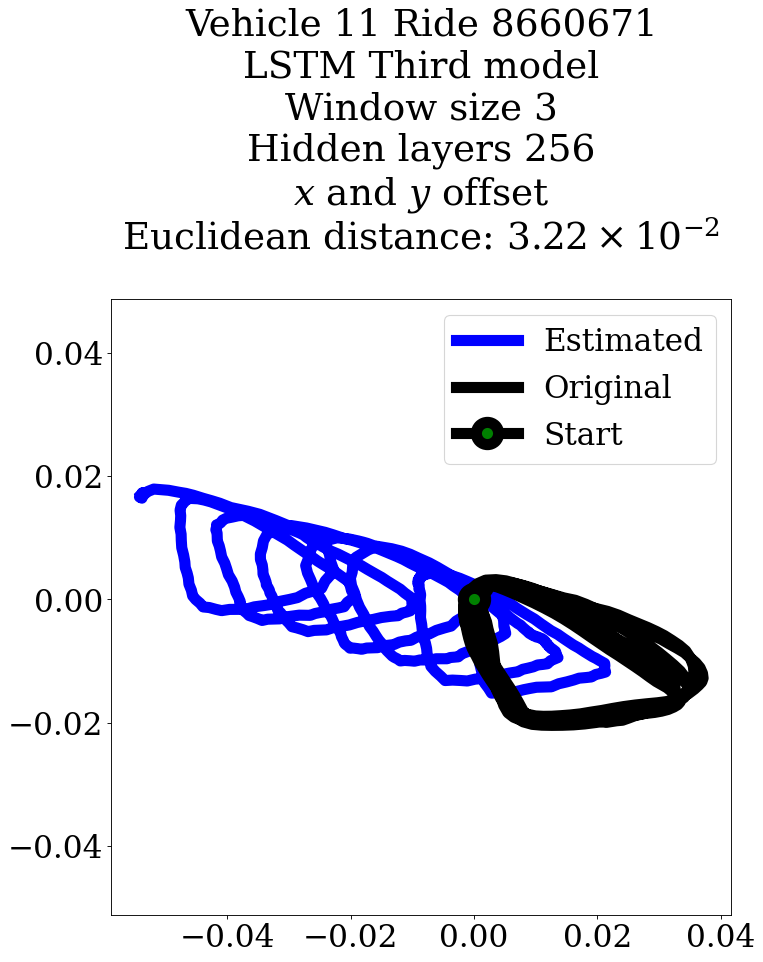 Vehicle 11 Ride 8660671
LSTM Third model
Window size 3
Hidden layers 256
x and y offset
Euclidean distance: 3.22 × 10⁻²
Estimated
Original
Start
0.04
0.02
0.00
−0.02
−0.04
−0.04 −0.02 0.00 0.02 0.04